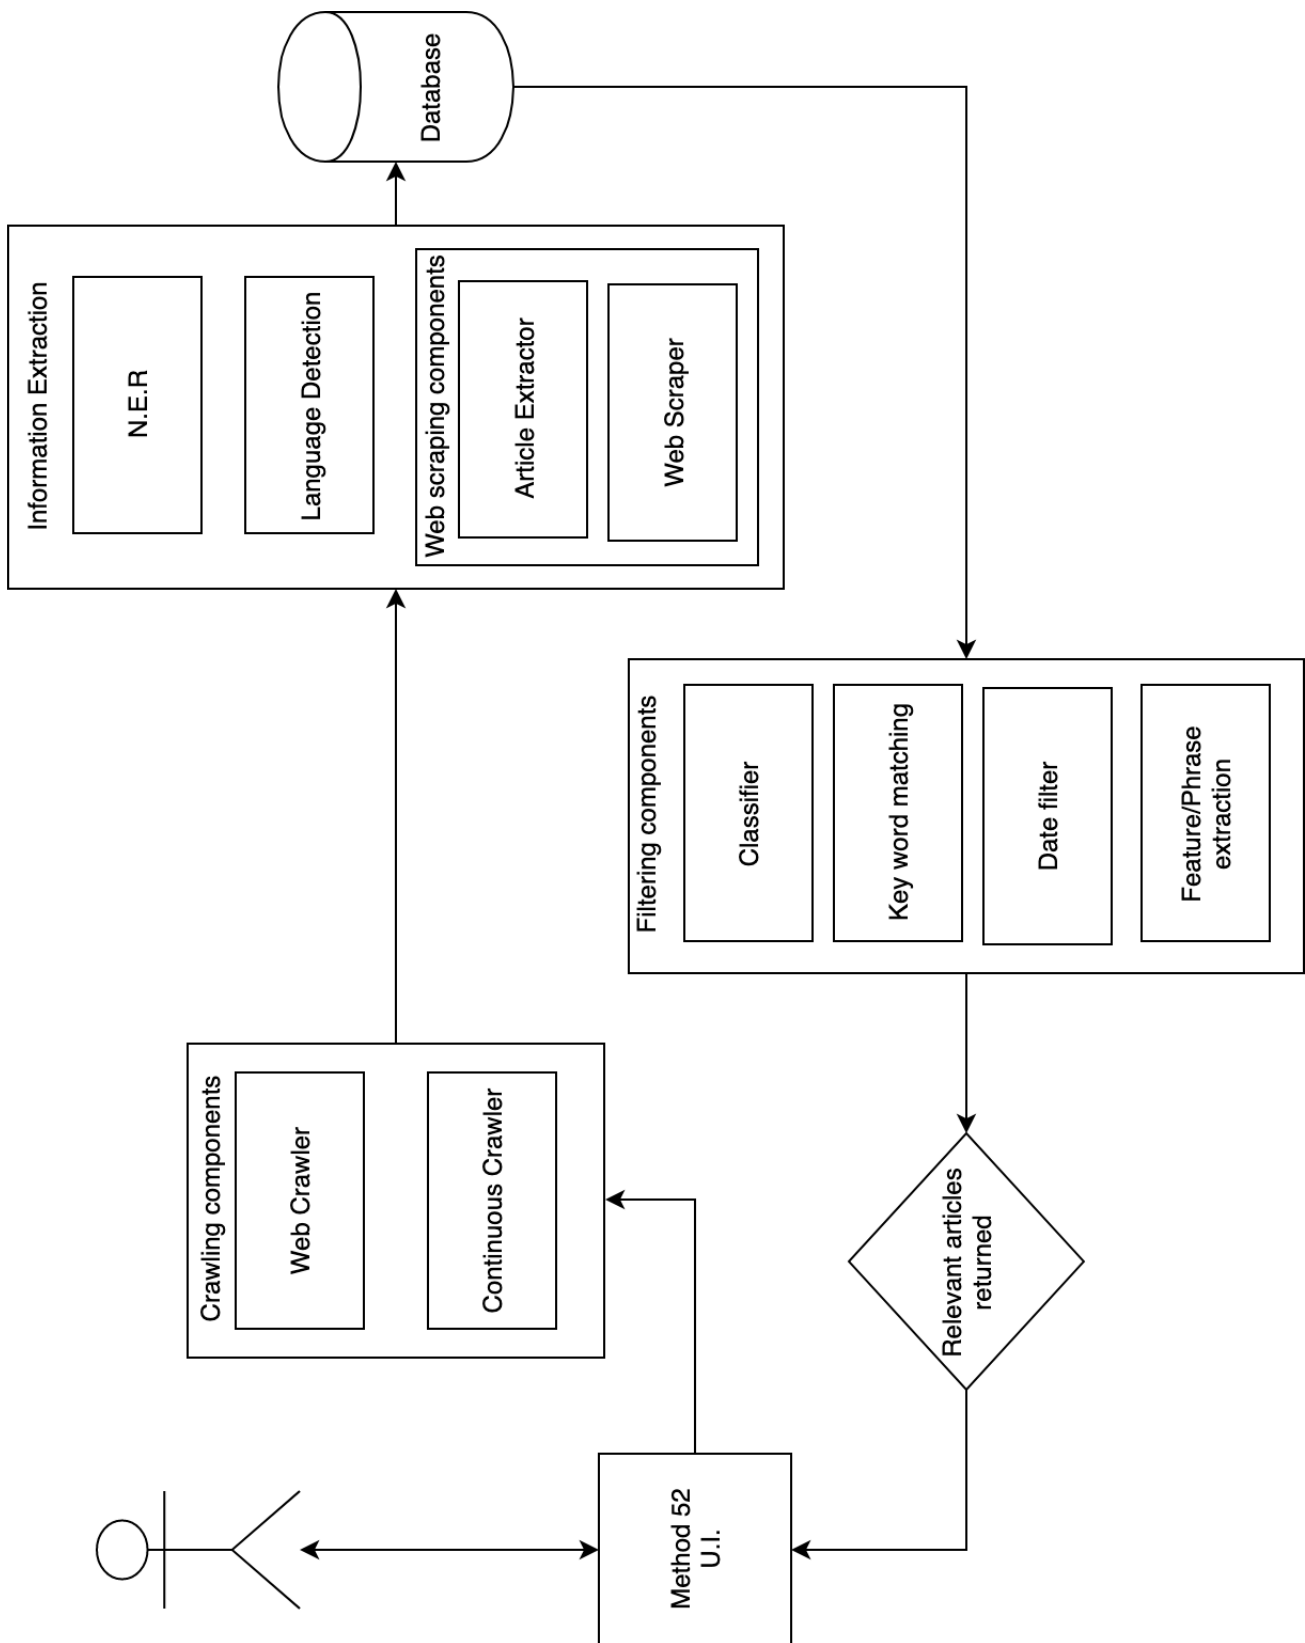 Method 52
U.I.
Crawling components
Web Crawler
Continuous Crawler
Information Extraction
N.E.R
Language Detection
Web scraping components
Article Extractor
Web Scraper
Database
Filtering components
Classifier
Key word matching
Date filter
Feature/Phrase
extraction
Relevant articles
returned